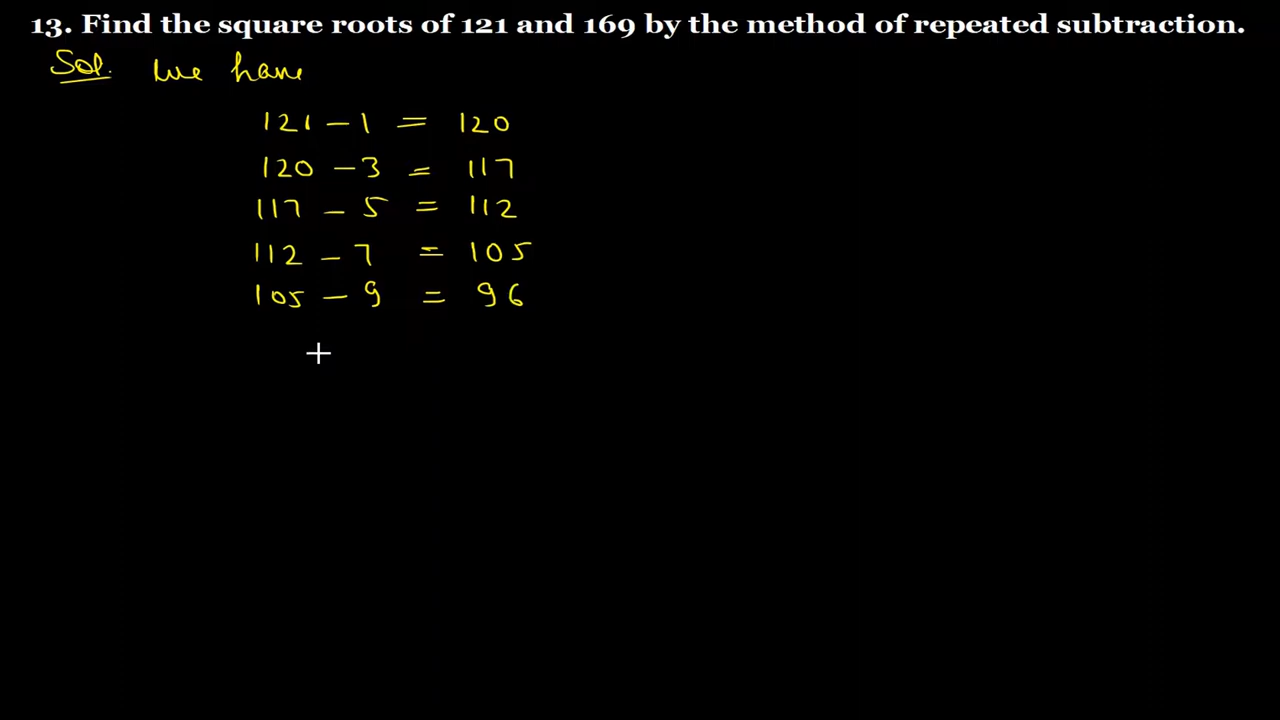 13. Find the square roots of 121 and 169 by the method of repeated subtraction.
Sol. we have
121 - 1 = 120
120 - 3 = 117
117 - 5 = 112
112 - 7 = 105
105 - 9 = 96